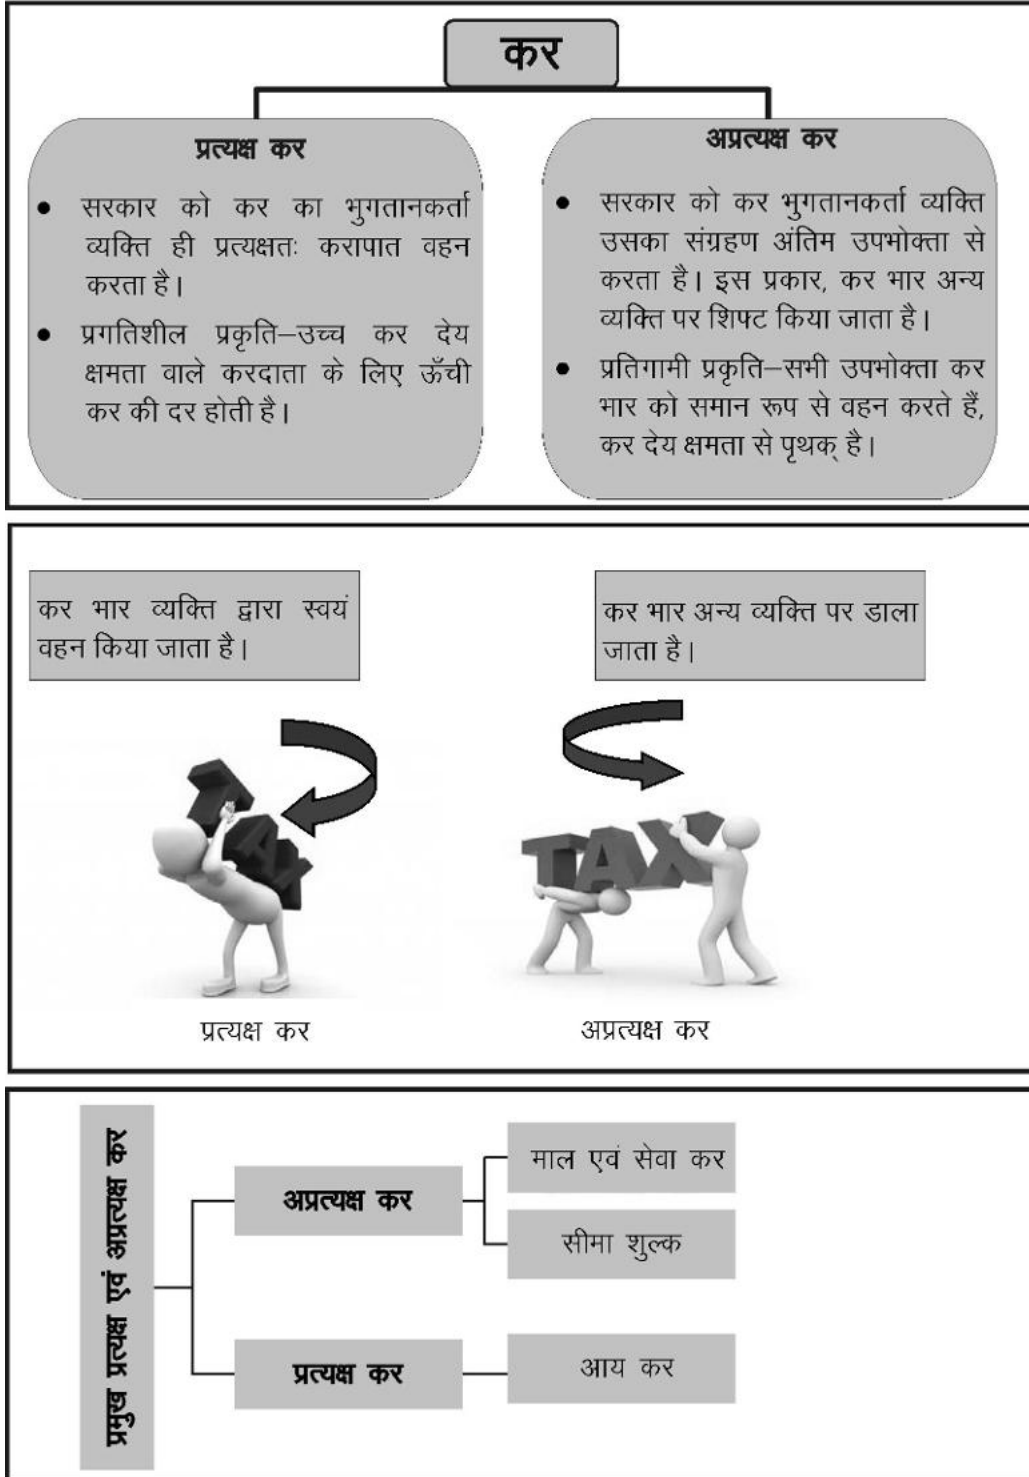 कर
प्रत्यक्ष कर
● सरकार को कर का भुगतानकर्ता
व्यक्ति ही प्रत्यक्षतः करापात वहन
करता है।
● प्रगतिशील प्रकृति–उच्च कर देय
क्षमता वाले करदाता के लिए ऊँची
कर की दर होती है।
अप्रत्यक्ष कर
● सरकार को कर भुगतानकर्ता व्यक्ति
उसका संग्रहण अंतिम उपभोक्ता से
करता है। इस प्रकार, कर भार अन्य
व्यक्ति पर शिफ्ट किया जाता है।
● प्रतिगामी प्रकृति–सभी उपभोक्ता कर
भार को समान रूप से वहन करते हैं,
कर देय क्षमता से पृथक् है।
कर भार व्यक्ति द्वारा स्वयं
वहन किया जाता है।
कर भार अन्य व्यक्ति पर डाला
जाता है।
TAX
TAX
प्रत्यक्ष कर
अप्रत्यक्ष कर
प्रमुख प्रत्यक्ष एवं अप्रत्यक्ष कर
अप्रत्यक्ष कर
माल एवं सेवा कर
सीमा शुल्क
प्रत्यक्ष कर
आय कर